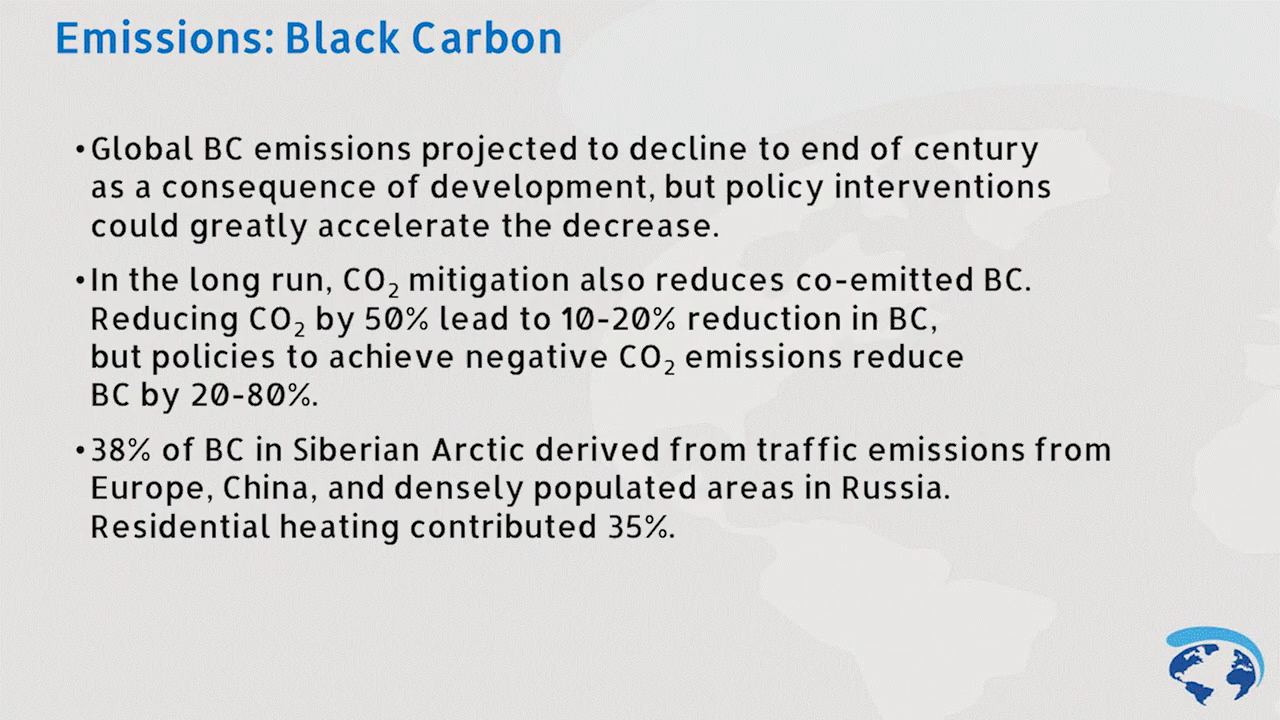 Emissions: Black Carbon
•Global BC emissions projected to decline to end of century
as a consequence of development, but policy interventions
could greatly accelerate the decrease.
•In the long run, CO₂ mitigation also reduces co-emitted BC.
Reducing CO₂ by 50% lead to 10-20% reduction in BC,
but policies to achieve negative CO₂ emissions reduce
BC by 20-80%.
•38% of BC in Siberian Arctic derived from traffic emissions from
Europe, China, and densely populated areas in Russia.
Residential heating contributed 35%.